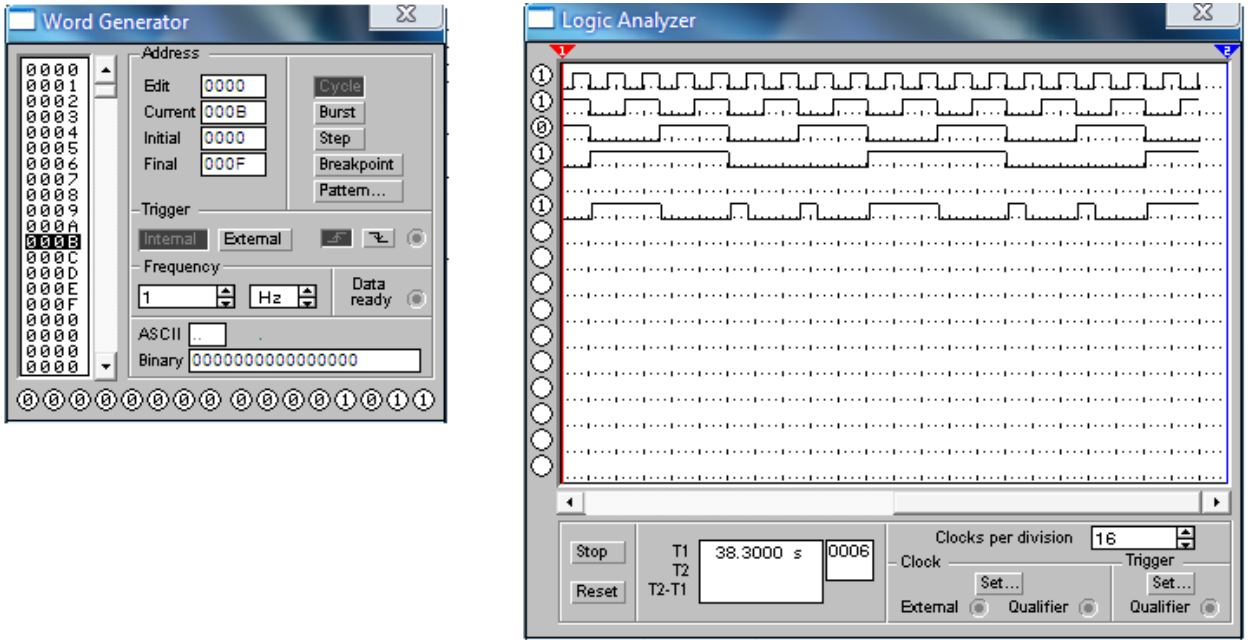 Word Generator
0000
0001
0002
0003
0004
0005
0006
0007
0008
0009
000A
000B
000C
000D
000E
000F
0000
0000
0000
0000
Address
Edit 0000
Current 000B
Initial 0000
Final 000F
Cycle
Burst
Step
Breakpoint
Pattern...
Trigger
Internal External
Frequency
1 Hz
Data
ready
ASCII ..
Binary 0000000000000000
0 0 0 0 0 0 0 0 0 0 0 0 1 0 1 1
Logic Analyzer
1 2
1
1
0
1
1
Stop
Reset
T1
T2
T2-T1
38.3000 s 0006
Clocks per division 16
Clock
Set...
External Qualifier
Trigger
Set...
Qualifier